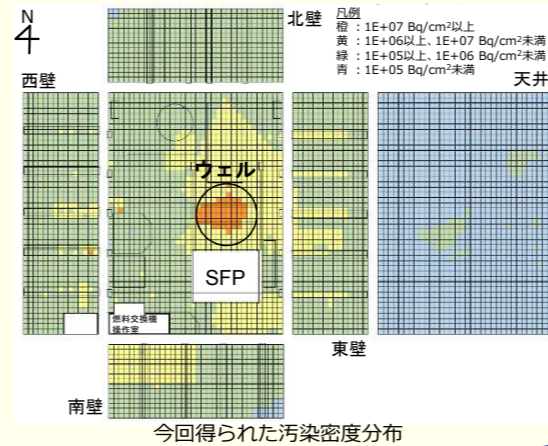 N
北壁
凡例
橙：1E+07 Bq/cm²以上
黄：1E+06以上、1E+07 Bq/cm²未満
緑：1E+05以上、1E+06 Bq/cm²未満
青：1E+05 Bq/cm²未満
西壁
天井
ウェル
SFP
燃料交換機
操作室
東壁
南壁
今回得られた汚染密度分布